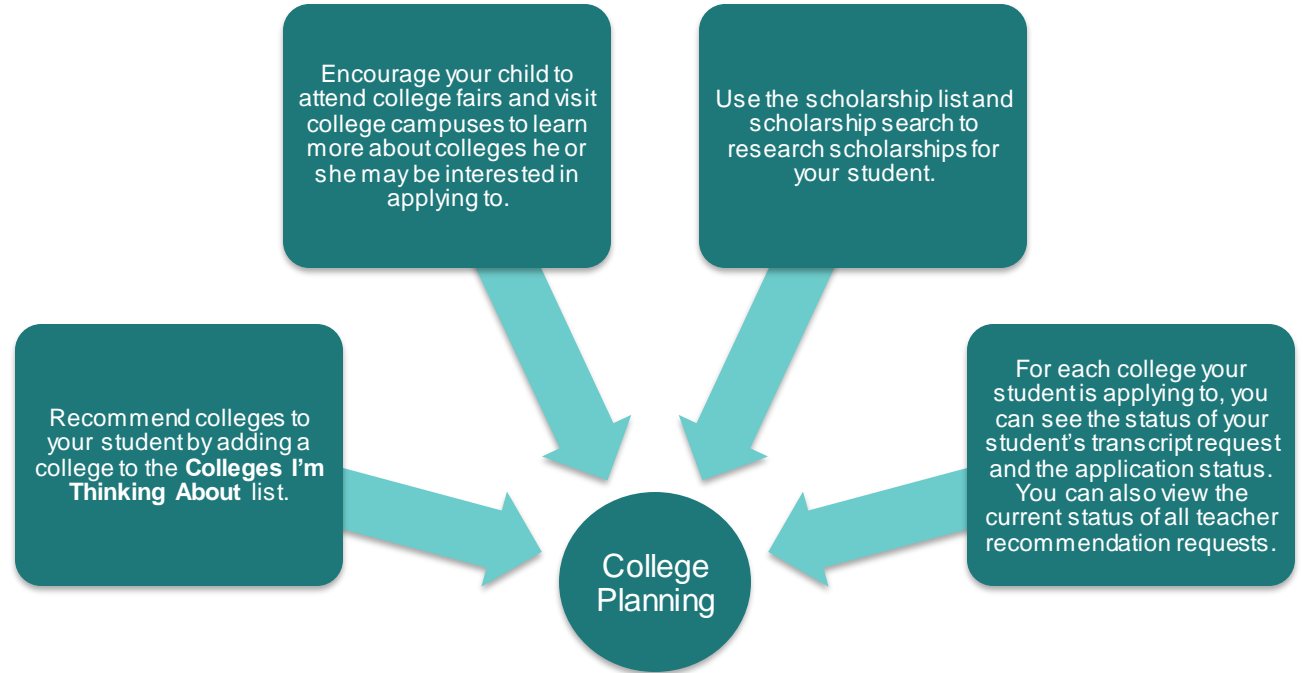 Encourage your child to
attend college fairs and visit
college campuses to learn
more about colleges he or
she may be interested in
applying to.
Use the scholarship list and
scholarship search to
research scholarships for
your student.
Recommend colleges to
your student by adding a
college to the Colleges I’m
Thinking About list.
For each college your
student is applying to, you
can see the status of your
student’s transcript request
and the application status.
You can also view the
current status of all teacher
recommendation requests.
College
Planning